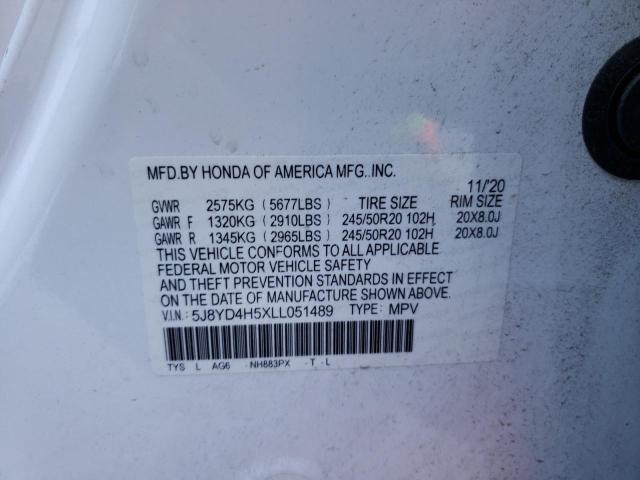 MFD.BY HONDA OF AMERICA MFG., INC.
11/'20
GVWR 2575KG (5677LBS) TIRE SIZE RIM SIZE
GAWR F 1320KG (2910LBS) 245/50R20 102H 20X8.0J
GAWR R 1345KG (2965LBS) 245/50R20 102H 20X8.0J
THIS VEHICLE CONFORMS TO ALL APPLICABLE
FEDERAL MOTOR VEHICLE SAFETY
AND THEFT PREVENTION STANDARDS IN EFFECT
ON THE DATE OF MANUFACTURE SHOWN ABOVE.
V.I.N.: 5J8YD4H5XLL051489 TYPE: MPV
TYS L AG6 NH883PX ·T·L